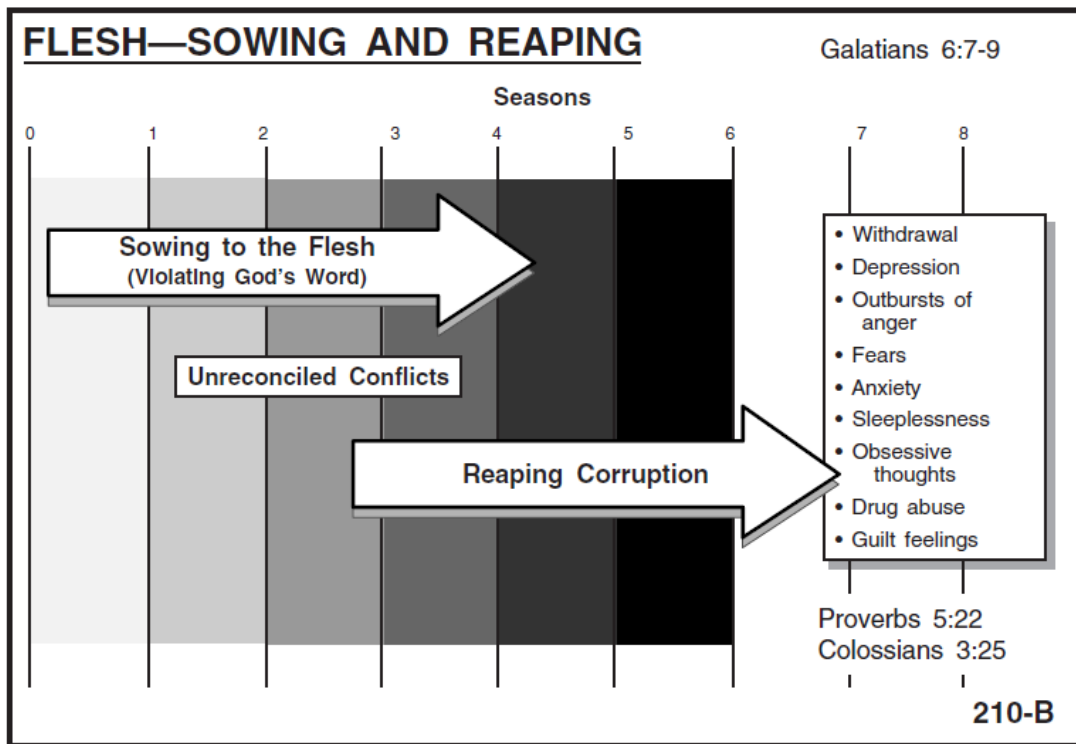 FLESH—SOWING AND REAPING
Galatians 6:7-9
Seasons
0 1 2 3 4 5 6 7 8
Sowing to the Flesh
(Violating God's Word)
Unreconciled Conflicts
Reaping Corruption
• Withdrawal
• Depression
• Outbursts of
anger
• Fears
• Anxiety
• Sleeplessness
• Obsessive
thoughts
• Drug abuse
• Guilt feelings
Proverbs 5:22
Colossians 3:25
210-B